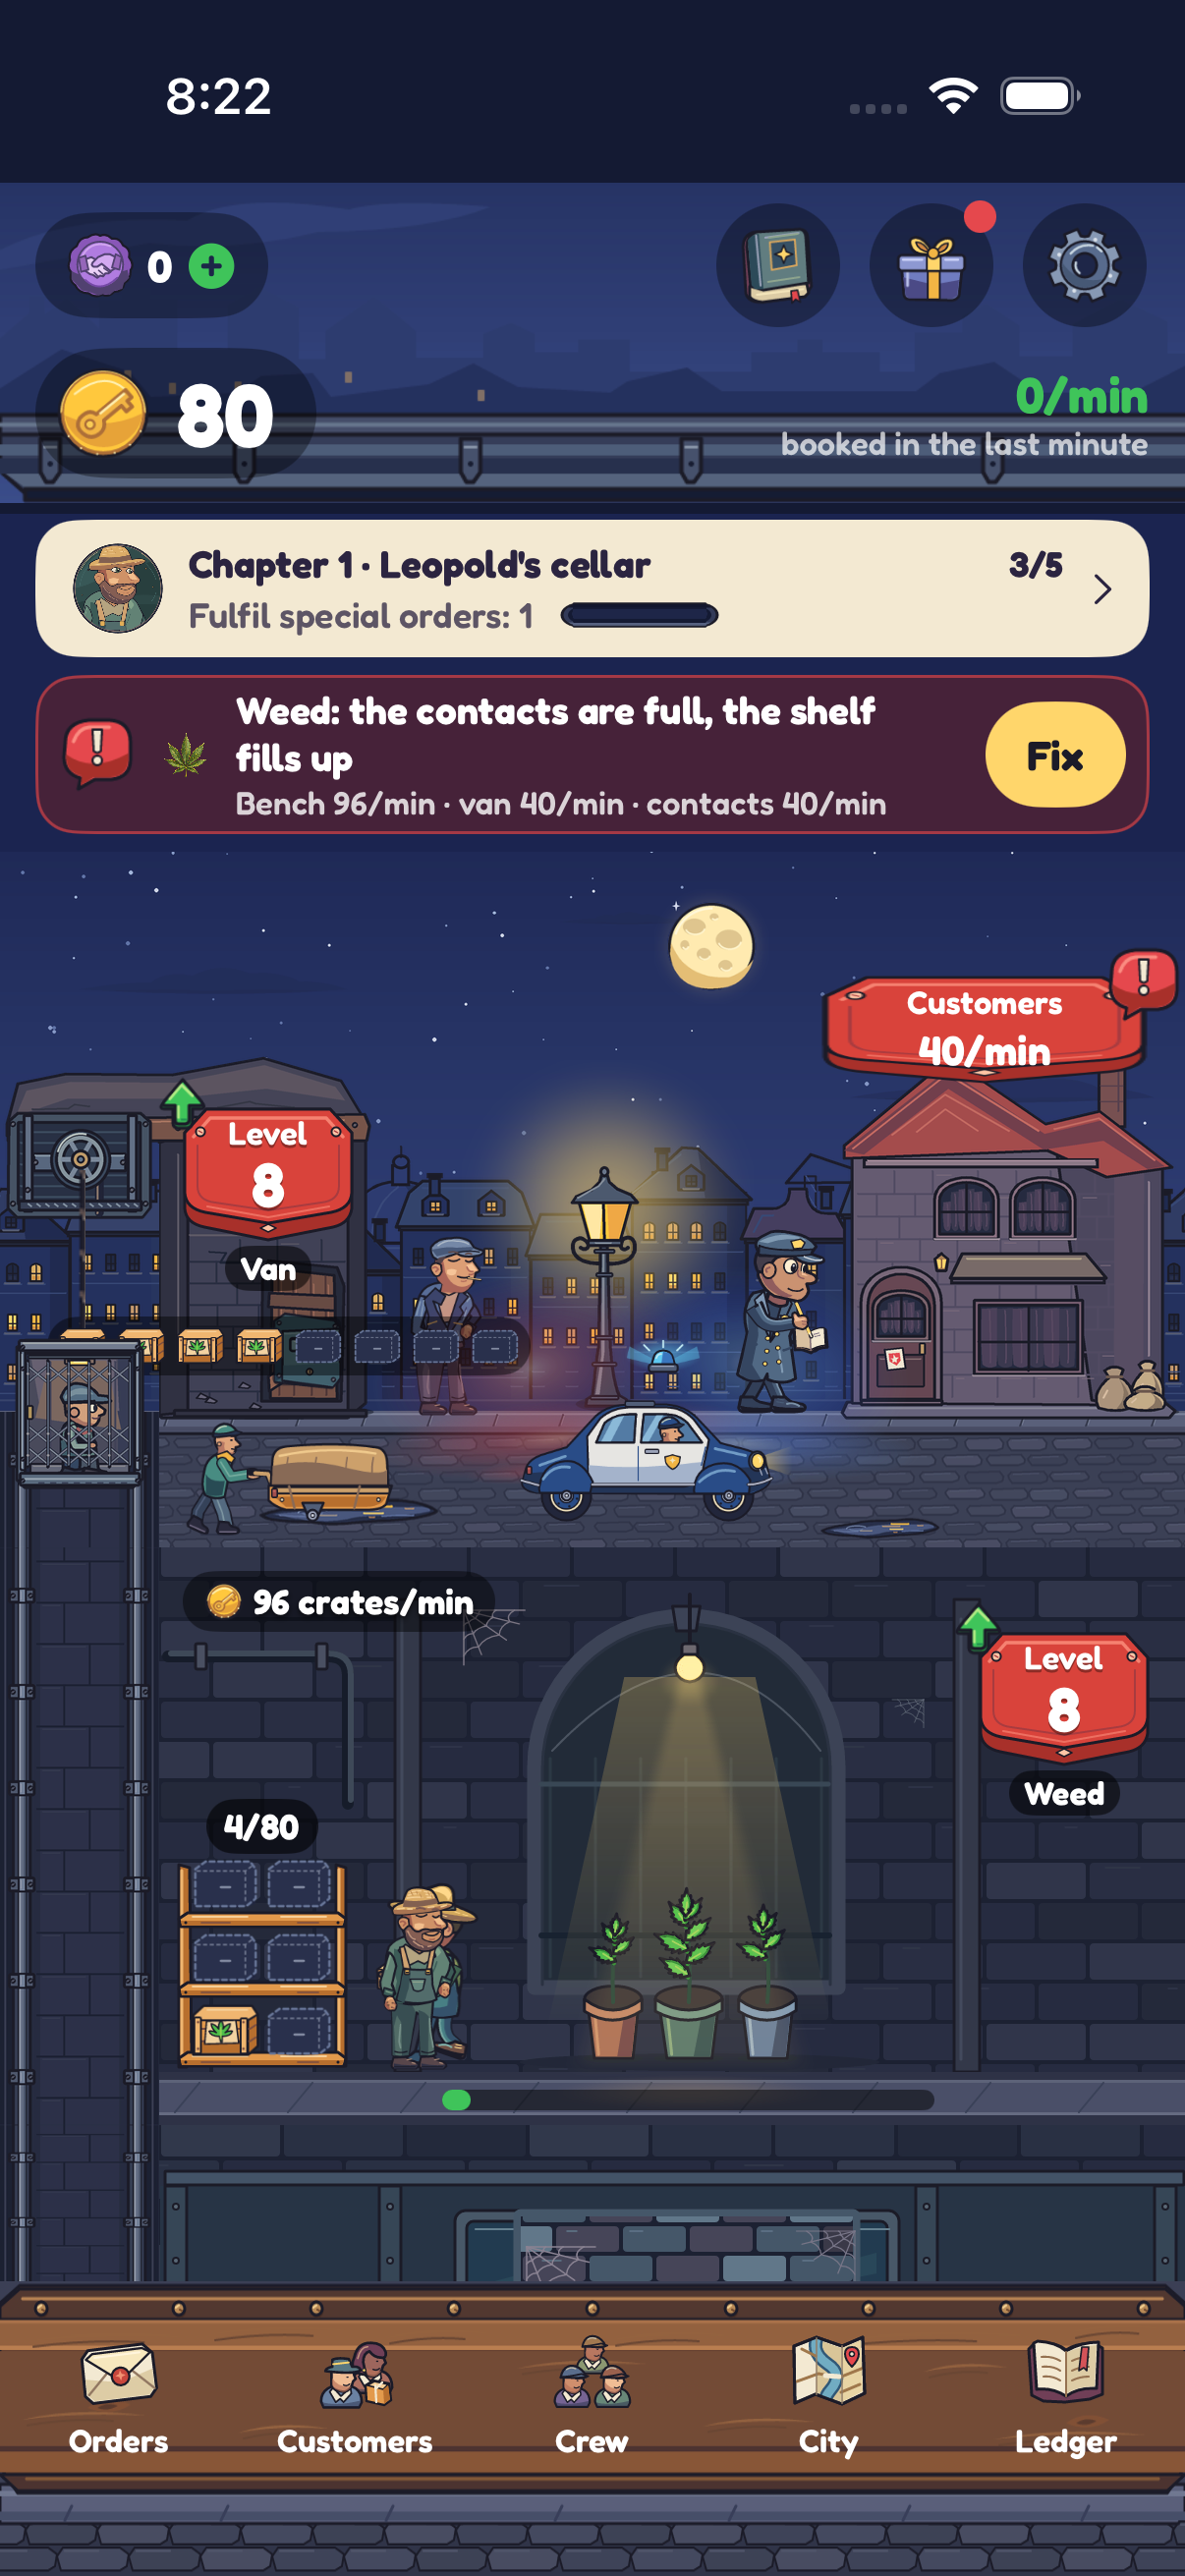 8:22
0
80
0/min
booked in the last minute
Chapter 1 · Leopold's cellar
3/5
Fulfil special orders: 1
Weed: the contacts are full, the shelf
fills up
Bench 96/min · van 40/min · contacts 40/min
Fix
Customers
40/min
Level
8
Van
96 crates/min
Level
8
Weed
4/80
Orders
Customers
Crew
City
Ledger